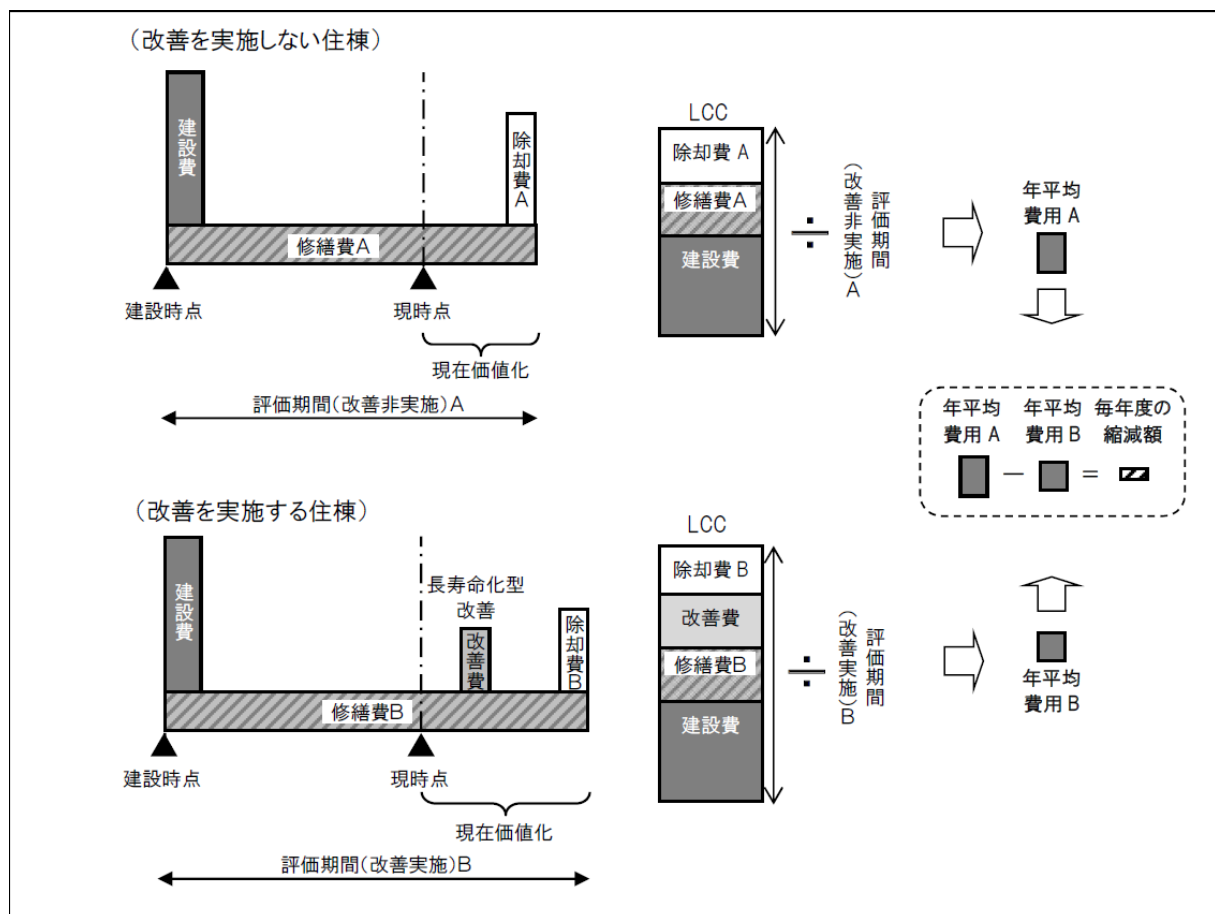 (改善を実施しない住棟)
建設費
除却費A
修繕費A
建設時点
現時点
現在価値化
評価期間(改善非実施)A
LCC
除却費 A
修繕費A
建設費
÷
評価期間
(改善非実施)A
年平均
費用 A
年平均
費用 A
年平均
費用 B
毎年度の
縮減額
− =
(改善を実施する住棟)
建設費
長寿命化型
改善
改善費
除却費B
修繕費B
建設時点
現時点
現在価値化
評価期間(改善実施)B
LCC
除却費 B
改善費
修繕費B
建設費
÷
評価期間
(改善実施)B
年平均
費用 B